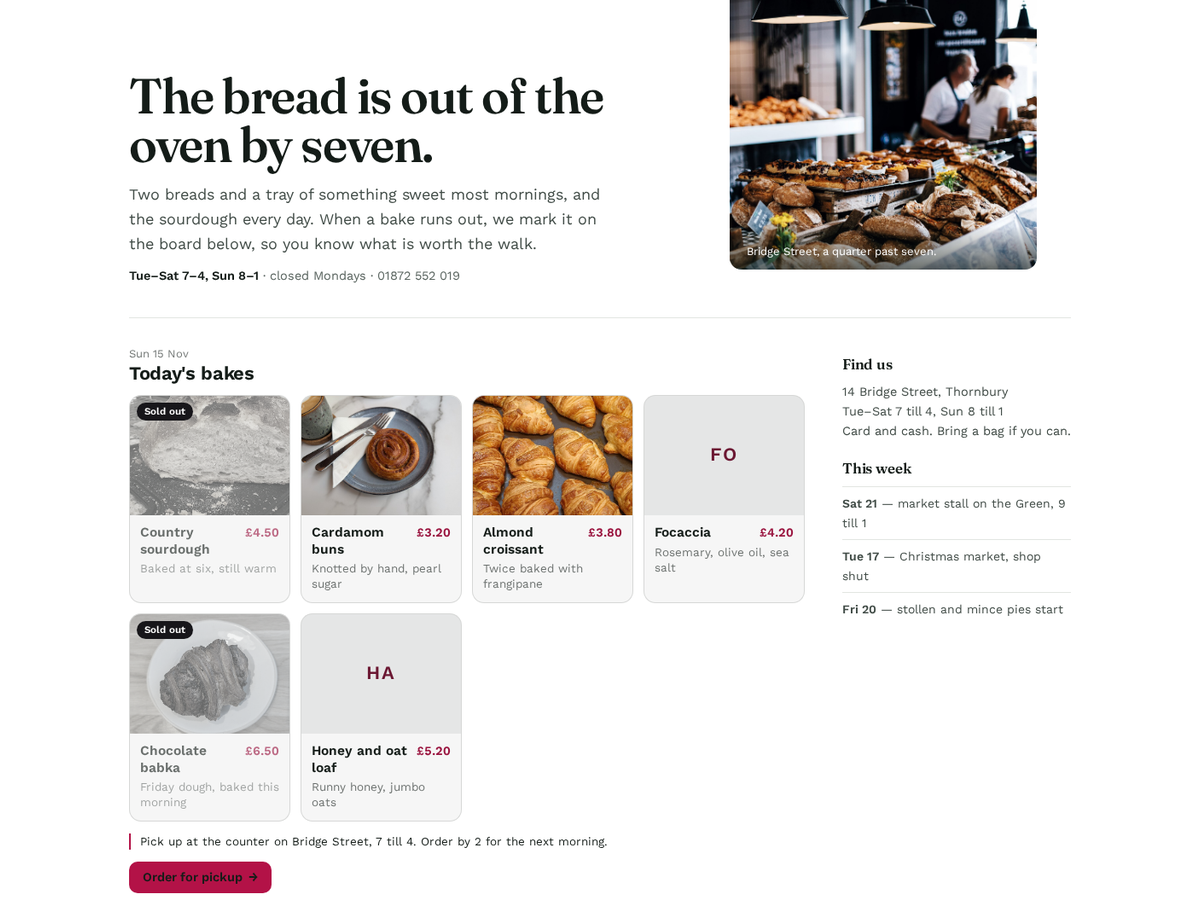 The bread is out of the
oven by seven.
Two breads and a tray of something sweet most mornings, and
the sourdough every day. When a bake runs out, we mark it on
the board below, so you know what is worth the walk.
Tue–Sat 7–4, Sun 8–1 · closed Mondays · 01872 552 019
Bridge Street, a quarter past seven.
Sun 15 Nov
Today's bakes
Sold out
Country
sourdough
£4.50
Baked at six, still warm
Cardamom
buns
£3.20
Knotted by hand, pearl
sugar
Almond
croissant
£3.80
Twice baked with
frangipane
FO
Focaccia
£4.20
Rosemary, olive oil, sea
salt
Sold out
Chocolate
babka
£6.50
Friday dough, baked this
morning
HA
Honey and oat
loaf
£5.20
Runny honey, jumbo
oats
Pick up at the counter on Bridge Street, 7 till 4. Order by 2 for the next morning.
Order for pickup →
Find us
14 Bridge Street, Thornbury
Tue–Sat 7 till 4, Sun 8 till 1
Card and cash. Bring a bag if you can.
This week
Sat 21 — market stall on the Green, 9
till 1
Tue 17 — Christmas market, shop
shut
Fri 20 — stollen and mince pies start